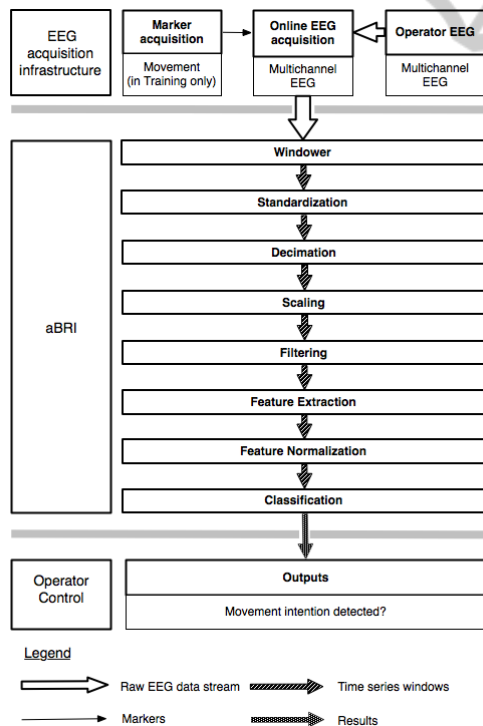 EEG
acquisition
infrastructure
Marker
acquisition
Movement
(in Training only)
Online EEG
acquisition
Multichannel
EEG
Operator EEG
Multichannel
EEG
aBRI
Windower
Standardization
Decimation
Scaling
Filtering
Feature Extraction
Feature Normalization
Classification
Operator
Control
Outputs
Movement intention detected?
Legend
Raw EEG data stream
Time series windows
Markers
Results